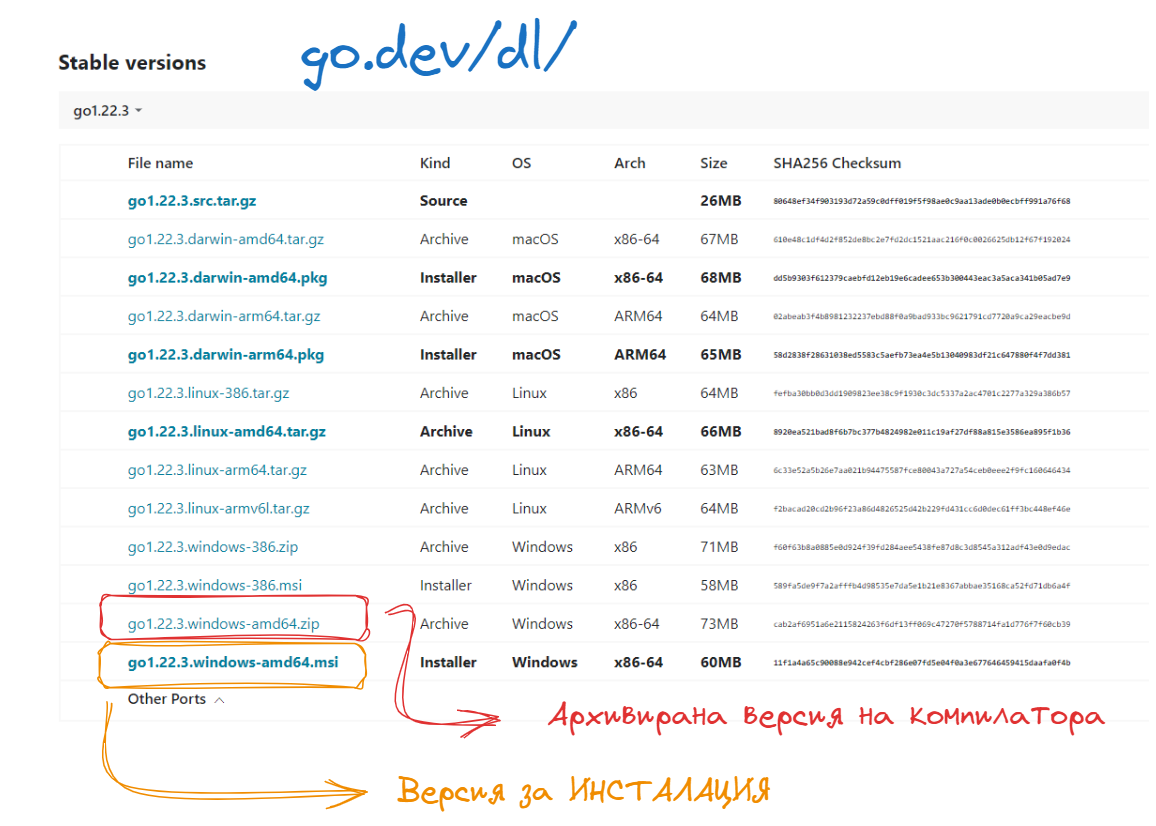 go.dev/dl/
Stable versions
go1.22.3
File name Kind OS Arch Size SHA256 Checksum
go1.22.3.src.tar.gz Source 26MB 80648ef34f903193d72a59c0dff019f5f98ae0c9aa13ade0b0ecbff991a76f68
go1.22.3.darwin-amd64.tar.gz Archive macOS x86-64 67MB 610e48c1df4d2f852de8bc2e7fd2dc1521aac216f0c0026625db12f67f192024
go1.22.3.darwin-amd64.pkg Installer macOS x86-64 68MB dd5b9303f612379caebfd12eb19e6cadee653b300443eac3a5aca341b05ad7e9
go1.22.3.darwin-arm64.tar.gz Archive macOS ARM64 64MB 02abeab3f4b8981232237ebd88f0a9bad933bc9621791cd7720a9ca29eacbe9d
go1.22.3.darwin-arm64.pkg Installer macOS ARM64 65MB 58d2838f28631038ed5583c5aefb73ea4e5b13040983df21c647880f4f7dd381
go1.22.3.linux-386.tar.gz Archive Linux x86 64MB fefba30bb0d3dd1909823ee38c9f1930c3dc5337a2ac4701c2277a329a386b57
go1.22.3.linux-amd64.tar.gz Archive Linux x86-64 66MB 8920ea521bad8f6b7bc377b4824982e011c19af27df88a815e3586ea895f1b36
go1.22.3.linux-arm64.tar.gz Archive Linux ARM64 63MB 6c33e52a5b26e7aa021b94475587fce80043a727a54ceb0eee2f9fc160646434
go1.22.3.linux-armv6l.tar.gz Archive Linux ARMv6 64MB f2bacad20cd2b96f23a86d4826525d42b229fd431cc6d0dec61ff3bc448ef46e
go1.22.3.windows-386.zip Archive Windows x86 71MB f60f63b8a0885e0d924f39fd284aee5438fe87d8c3d8545a312adf43e0d9edac
go1.22.3.windows-386.msi Installer Windows x86 58MB 589fa5de9f7a2afffb4d98535e7da5e1b21e8367abbae35168ca52fd71db6a4f
go1.22.3.windows-amd64.zip Archive Windows x86-64 73MB cab2af6951a6e2115824263f6df13ff069c47270f5788714fa1d776f7f60cb39
go1.22.3.windows-amd64.msi Installer Windows x86-64 60MB 11f1a4a65c90088e942cef4cbf286e07fd5e04f0a3e677646459415daafa0f4b
Other Ports
Архивирана версия на компилатора
Версия за ИНСТАЛАЦИЯ